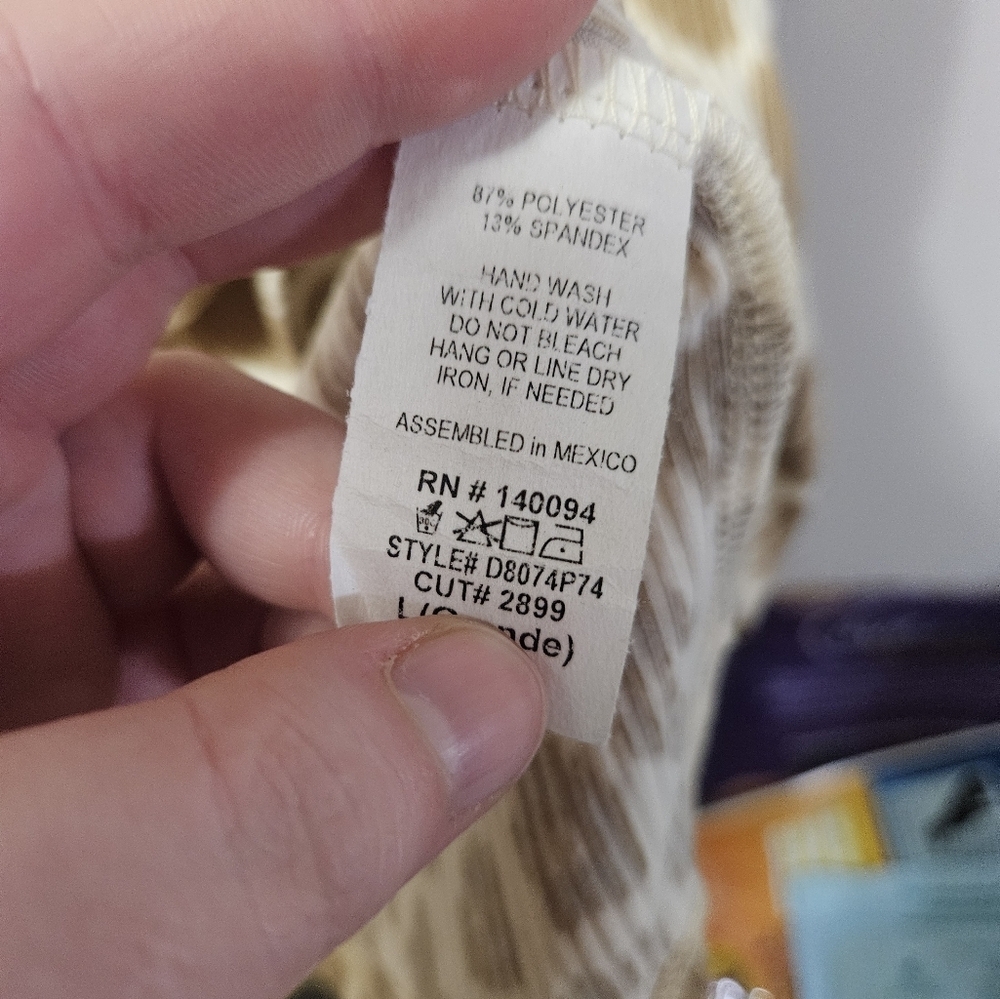 87% POLYESTER
13% SPANDEX
HAND WASH
WITH COLD WATER
DO NOT BLEACH
HANG OR LINE DRY
IRON, IF NEEDED
ASSEMBLED in MEXICO
RN # 140094
STYLE# D8074P74
CUT# 2899